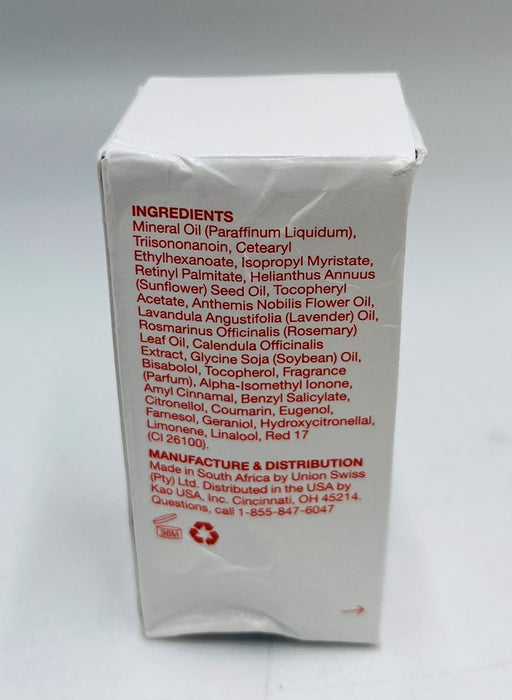 INGREDIENTS
Mineral Oil (Paraffinum Liquidum),
Triisononanoin, Cetearyl
Ethylhexanoate, Isopropyl Myristate,
Retinyl Palmitate, Helianthus Annuus
(Sunflower) Seed Oil, Tocopheryl
Acetate, Anthemis Nobilis Flower Oil,
Lavandula Angustifolia (Lavender) Oil,
Rosmarinus Officinalis (Rosemary)
Leaf Oil, Calendula Officinalis
Extract, Glycine Soja (Soybean) Oil,
Bisabolol, Tocopherol, Fragrance
(Parfum), Alpha-Isomethyl Ionone,
Amyl Cinnamal, Benzyl Salicylate,
Citronellol, Coumarin, Eugenol,
Farnesol, Geraniol, Hydroxycitronellal,
Limonene, Linalool, Red 17
(CI 26100).
MANUFACTURE & DISTRIBUTION
Made in South Africa by Union Swiss
(Pty) Ltd. Distributed in the USA by
Kao USA, Inc. Cincinnati, OH 45214.
Questions, call 1-855-847-6047
36M